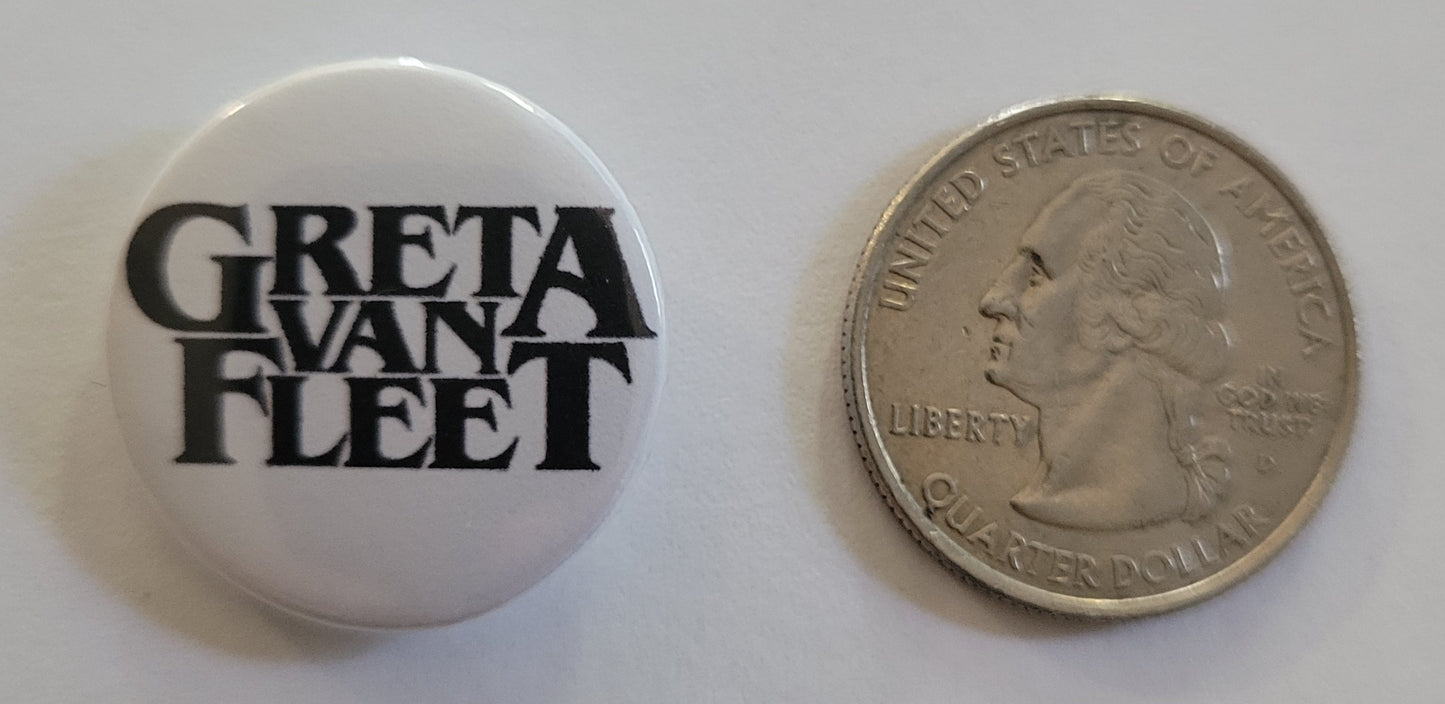 GRETA
VAN
FLEET
UNITED STATES OF AMERICA
LIBERTY
IN
GOD WE
TRUST
D
QUARTER DOLLAR